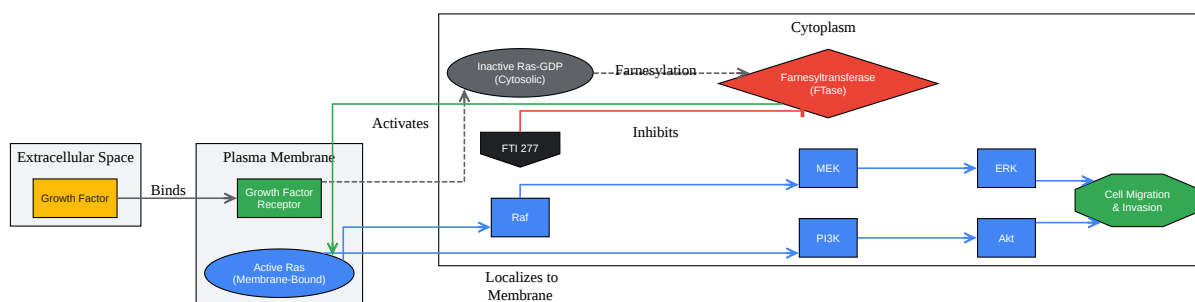 Cytoplasm
Inactive Ras-GDP
(Cytosolic)
Farnesylation
Farnesyltransferase
(FTase)
Activates
Inhibits
FTI 277
Extracellular Space
Plasma Membrane
Growth Factor
Binds
Growth Factor
Receptor
MEK
ERK
Cell Migration
& Invasion
Raf
PI3K
Akt
Active Ras
(Membrane-Bound)
Localizes to
Membrane